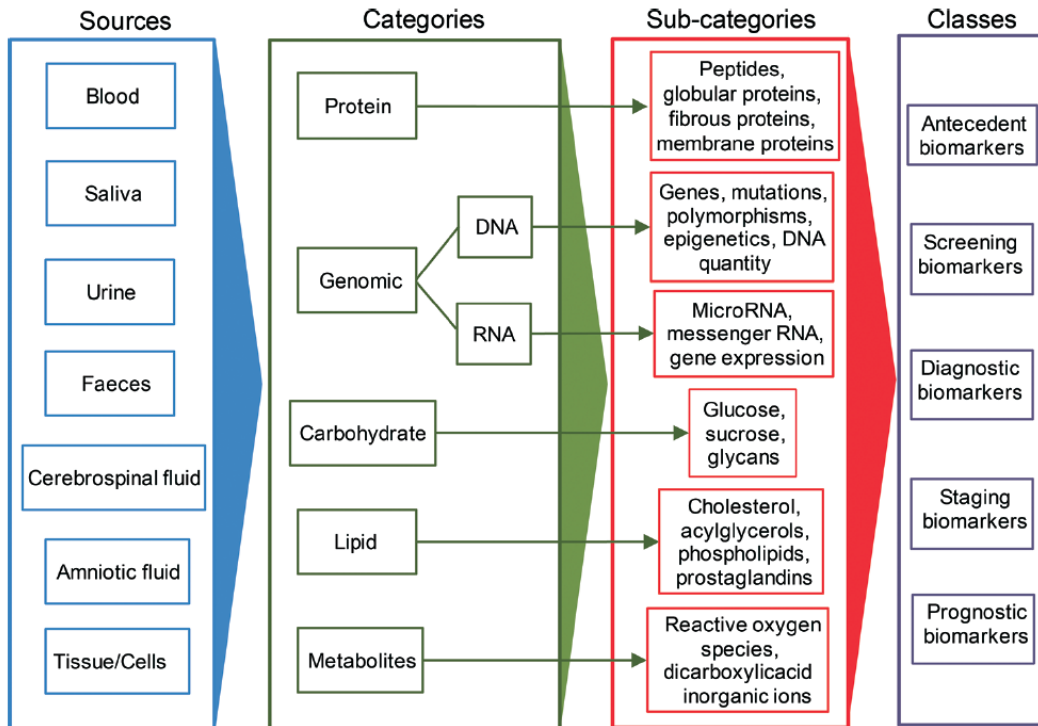 Sources
Categories
Sub-categories
Classes
Blood
Saliva
Urine
Faeces
Cerebrospinal fluid
Amniotic fluid
Tissue/Cells
Protein
Genomic
DNA
RNA
Carbohydrate
Lipid
Metabolites
Peptides,
globular proteins,
fibrous proteins,
membrane proteins
Genes, mutations,
polymorphisms,
epigenetics, DNA
quantity
MicroRNA,
messenger RNA,
gene expression
Glucose,
sucrose,
glycans
Cholesterol,
acylglycerols,
phospholipids,
prostaglandins
Reactive oxygen
species,
dicarboxylicacid
inorganic ions
Antecedent
biomarkers
Screening
biomarkers
Diagnostic
biomarkers
Staging
biomarkers
Prognostic
biomarkers